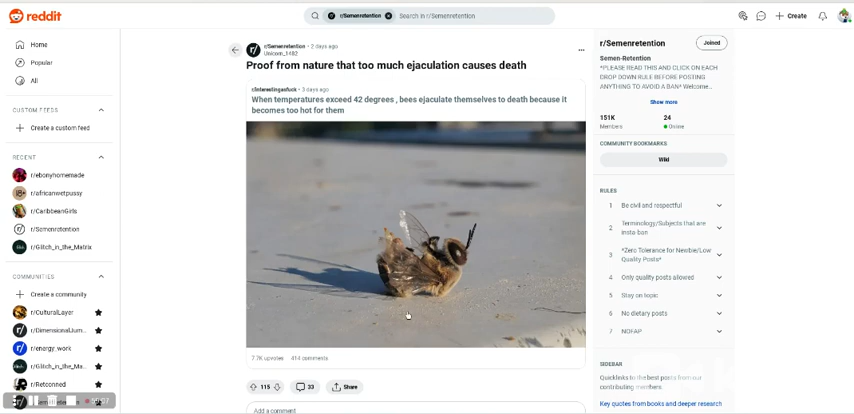 reddit
r/Semenretention
Search in r/Semenretention
Create
Home
Popular
All
CUSTOM FEEDS
Create a custom feed
RECENT
r/ebonyhomemade
r/africanwetpussy
r/CaribbeanGirls
r/Semenretention
r/Glitch_in_the_Matrix
COMMUNITIES
Create a community
r/CulturalLayer
r/DimensionalJum...
r/energy_work
r/Glitch_in_the_Ma...
r/Retconned
r/Semenretention • 2 days ago
Unicorn_1482
Proof from nature that too much ejaculation causes death
r/interestingasfuck • 3 days ago
When temperatures exceed 42 degrees , bees ejaculate themselves to death because it
becomes too hot for them
7.7K upvotes 414 comments
115
33
Share
Add a comment
r/Semenretention
Joined
Semen-Retention
*PLEASE READ THIS AND CLICK ON EACH
DROP DOWN RULE BEFORE POSTING
ANYTHING TO AVOID A BAN* Welcome...
Show more
151K
Members
24
Online
COMMUNITY BOOKMARKS
Wiki
RULES
1 Be civil and respectful
2 Terminology/Subjects that are
insta-ban
3 *Zero Tolerance for Newbie/Low
Quality Posts*
4 Only quality posts allowed
5 Stay on topic
6 No dietary posts
7 NOFAP
SIDEBAR
Quicklinks to the best posts from our
contributing members
Key quotes from books and deeper research